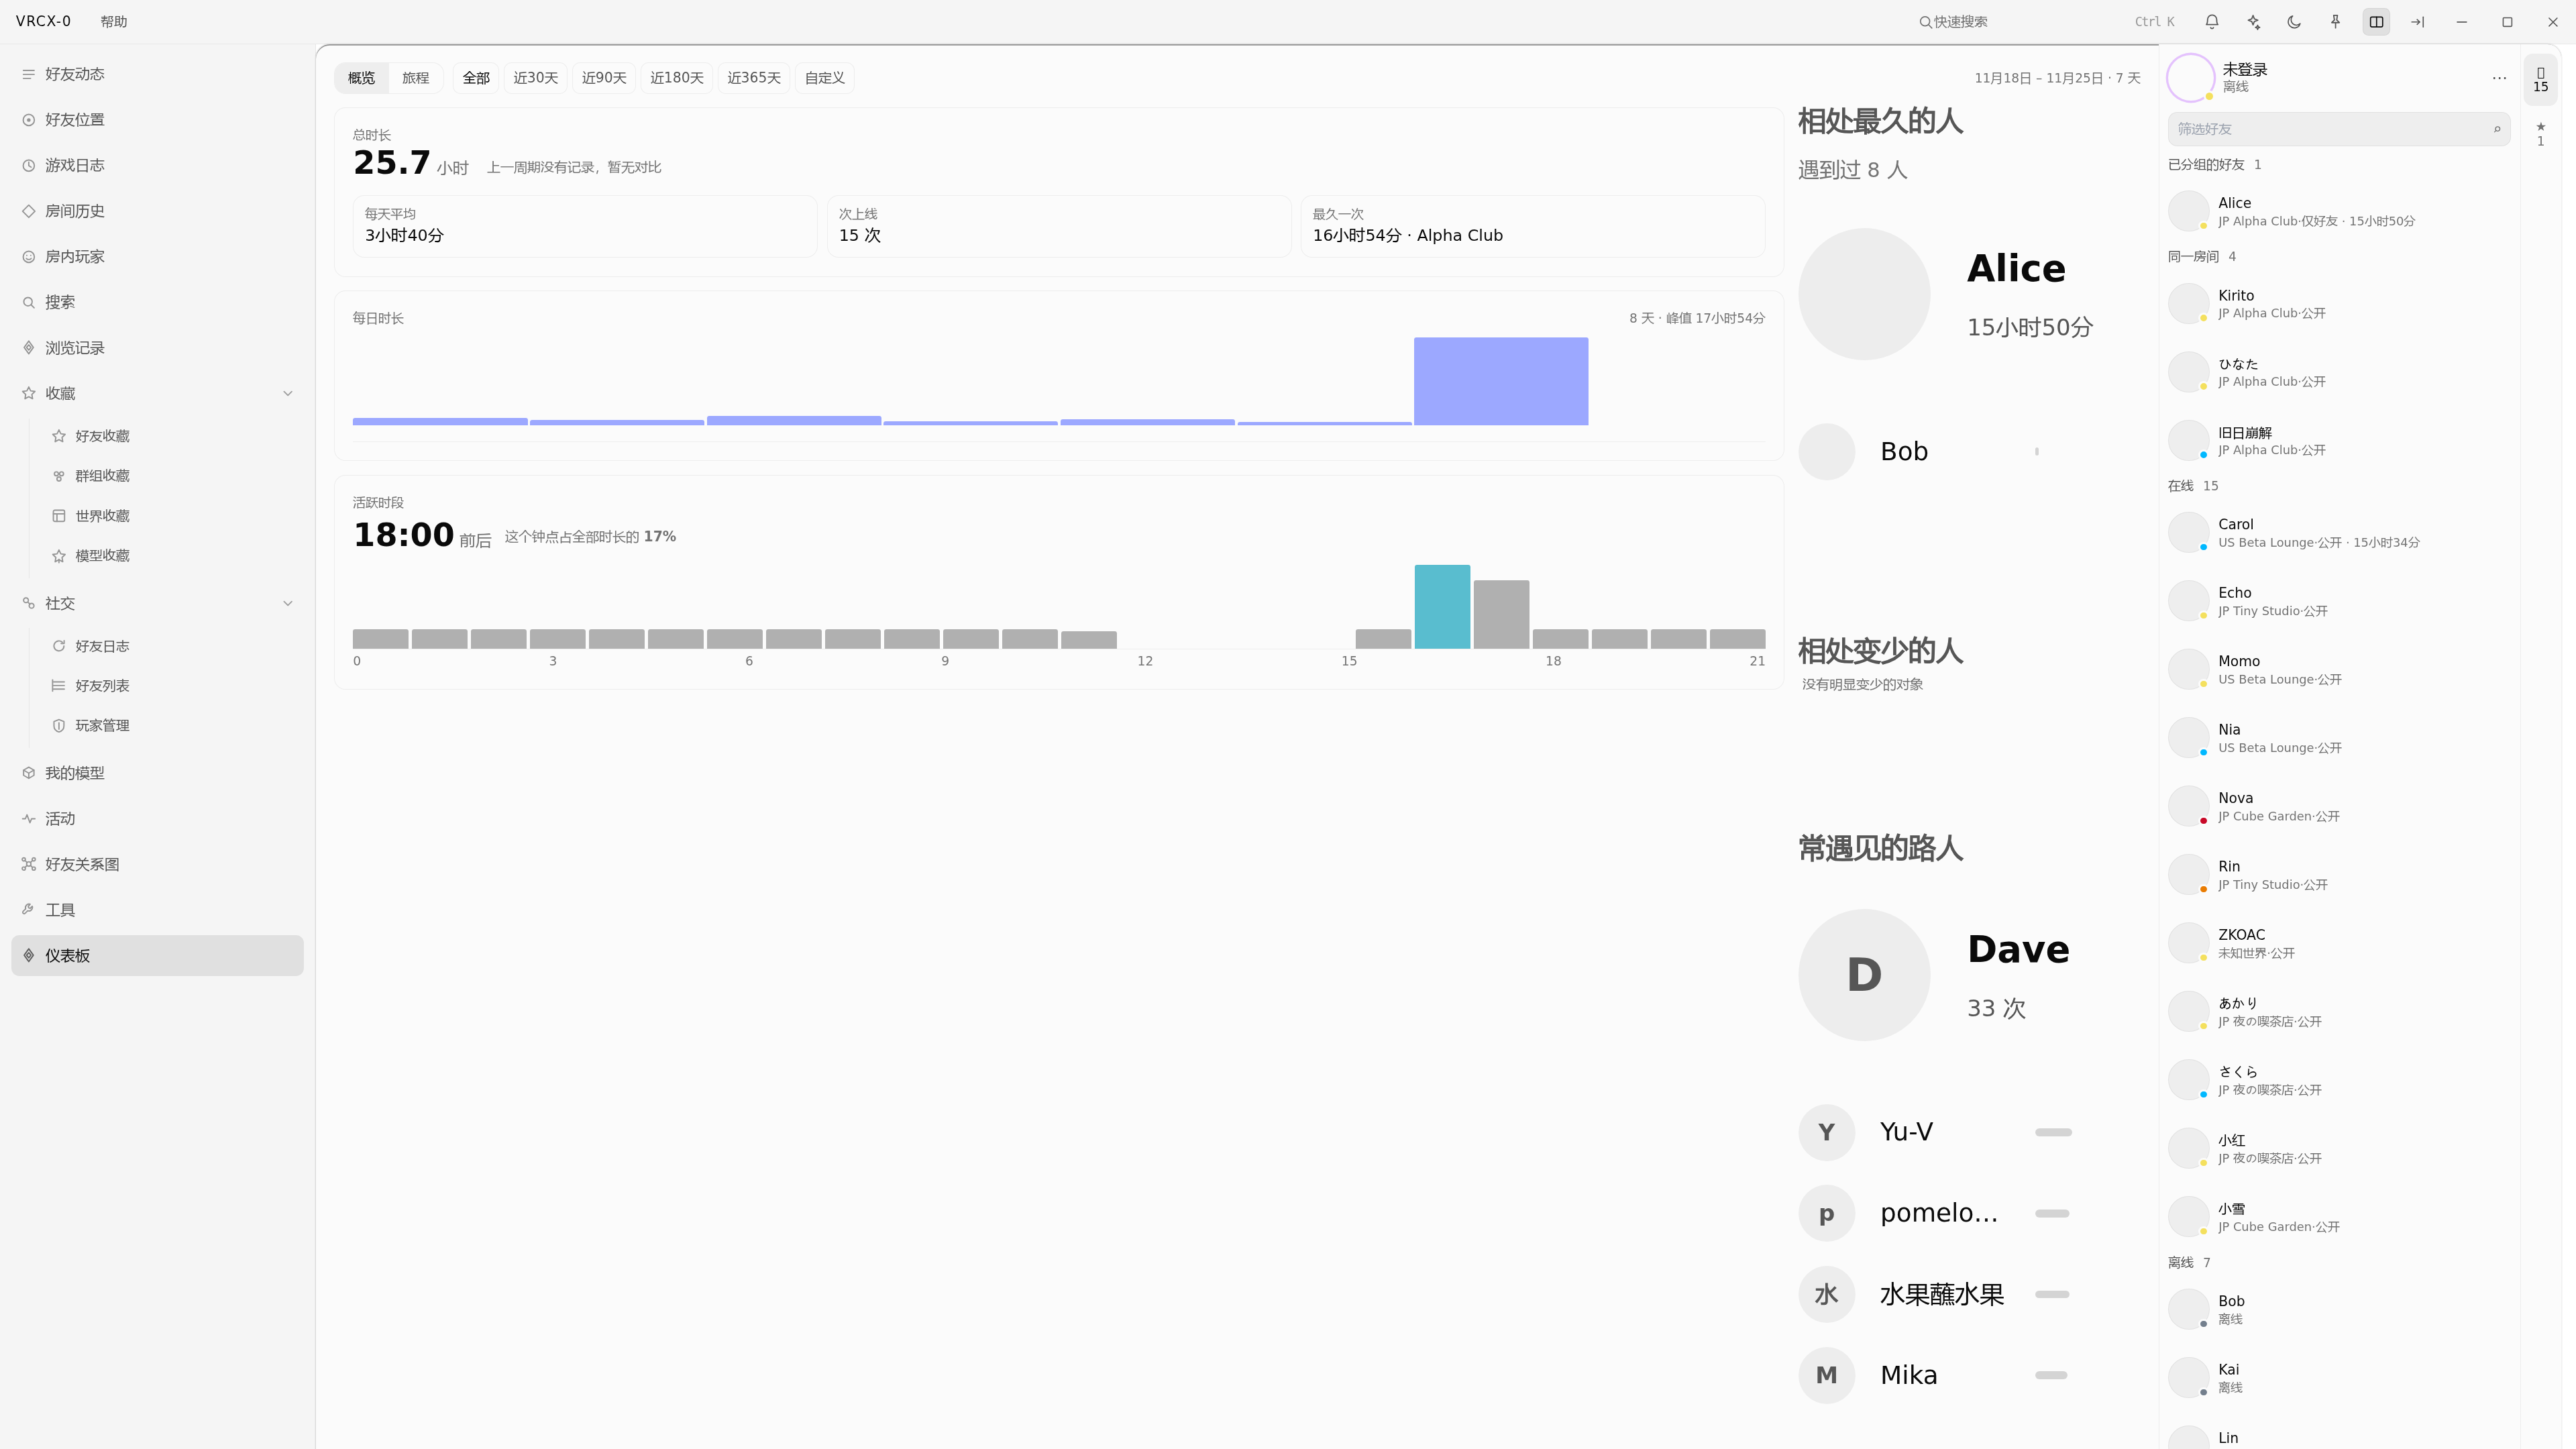 VRCX-0 帮助 快速搜索 Ctrl K
好友动态
好友位置
游戏日志
房间历史
房内玩家
搜索
浏览记录
收藏
好友收藏
群组收藏
世界收藏
模型收藏
社交
好友日志
好友列表
玩家管理
我的模型
活动
好友关系图
工具
仪表板
概览 旅程 全部 近30天 近90天 近180天 近365天 自定义 11月18日 – 11月25日 · 7 天
总时长
25.7 小时 上一周期没有记录，暂无对比
每天平均
3小时40分
次上线
15 次
最久一次
16小时54分 · Alpha Club
每日时长 8 天 · 峰值 17小时54分
活跃时段
18:00 前后 这个钟点占全部时长的 17%
0 3 6 9 12 15 18 21
相处最久的人
遇到过 8 人
Alice
15小时50分
Bob
相处变少的人
没有明显变少的对象
常遇见的路人
D
Dave
33 次
Y Yu-V
p pomelo...
水 水果蘸水果
M Mika
未登录
离线
...
筛选好友
已分组的好友 1
Alice
JP Alpha Club·仅好友 · 15小时50分
同一房间 4
Kirito
JP Alpha Club·公开
ひなた
JP Alpha Club·公开
旧日崩解
JP Alpha Club·公开
在线 15
Carol
US Beta Lounge·公开 · 15小时34分
Echo
JP Tiny Studio·公开
Momo
US Beta Lounge·公开
Nia
US Beta Lounge·公开
Nova
JP Cube Garden·公开
Rin
JP Tiny Studio·公开
ZKOAC
未知世界·公开
あかり
JP 夜の喫茶店·公开
さくら
JP 夜の喫茶店·公开
小红
JP 夜の喫茶店·公开
小雪
JP Cube Garden·公开
离线 7
Bob
离线
Kai
离线
Lin
15
★
1